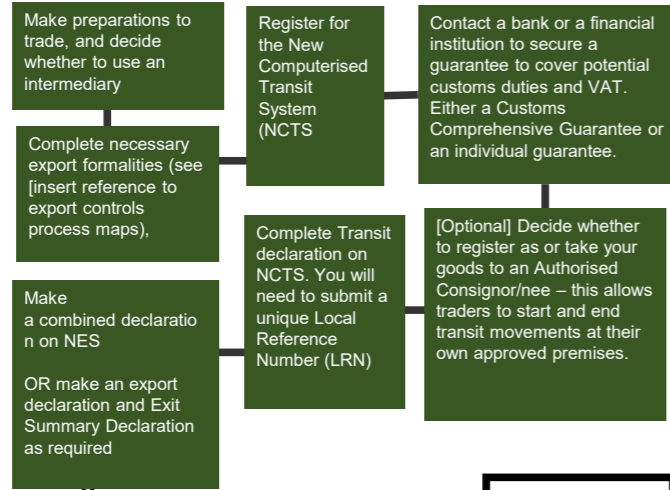 Make preparations to
trade, and decide
whether to use an
intermediary
Complete necessary
export formalities (see
[insert reference to
export controls
process maps),
Register for
the New
Computerised
Transit
System
(NCTS
Contact a bank or a financial
institution to secure a
guarantee to cover potential
customs duties and VAT.
Either a Customs
Comprehensive Guarantee or
an individual guarantee.
[Optional] Decide whether
to register as or take your
goods to an Authorised
Consignor/nee – this allows
traders to start and end
transit movements at their
own approved premises.
Complete Transit
declaration on
NCTS. You will
need to submit a
unique Local
Reference
Number (LRN)
Make
a combined declaratio
n on NES
OR make an export
declaration and Exit
Summary Declaration
as required